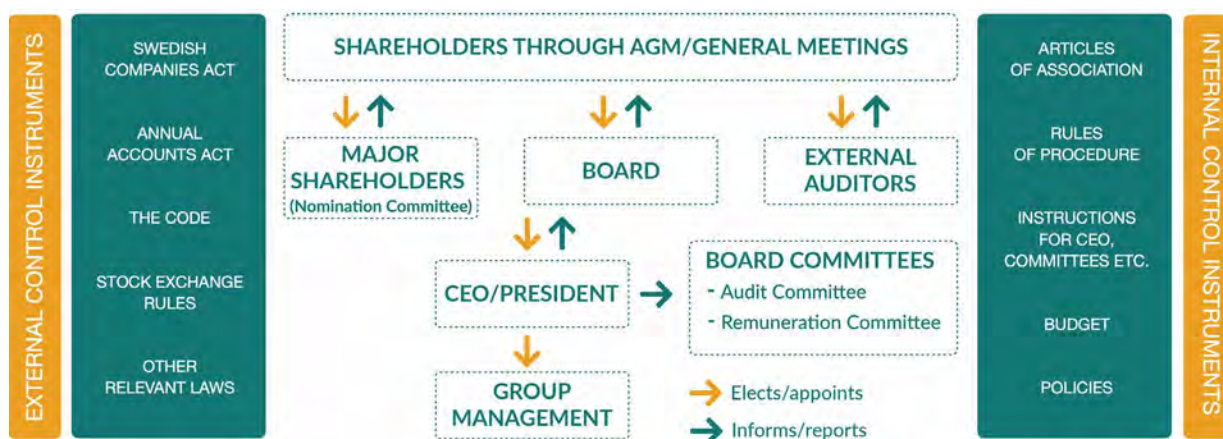 EXTERNAL CONTROL INSTRUMENTS
SWEDISH
COMPANIES ACT
ANNUAL
ACCOUNTS ACT
THE CODE
STOCK EXCHANGE
RULES
OTHER
RELEVANT LAWS
SHAREHOLDERS THROUGH AGM/GENERAL MEETINGS
MAJOR
SHAREHOLDERS
(Nomination Committee)
BOARD
EXTERNAL
AUDITORS
CEO/PRESIDENT
BOARD COMMITTEES
- Audit Committee
- Remuneration Committee
GROUP
MANAGEMENT
Elects/appoints
Informs/reports
ARTICLES
OF ASSOCIATION
RULES
OF PROCEDURE
INSTRUCTIONS
FOR CEO,
COMMITTEES ETC.
BUDGET
POLICIES
INTERNAL CONTROL INSTRUMENTS